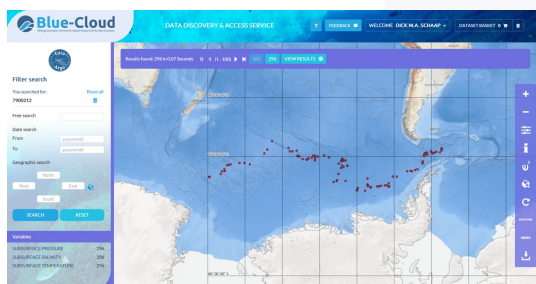 Blue-Cloud
DATA DISCOVERY & ACCESS SERVICE
?
FEEDBACK
WELCOME DICK M.A. SCHAAP
DATASET BASKET 0
Results found: 296 in 0.07 Seconds
(1 - 100)
296
VIEW RESULTS
Filter search
You searched for:
Reset all
7900212
Free search
Date search
From
yyyymmdd
To
yyyymmdd
Geographic search
North
West
East
South
SEARCH
RESET
Variables
SUBSURFACE PRESSURE 296
SUBSURFACE SALINITY 296
SUBSURFACE TEMPERATURE 296